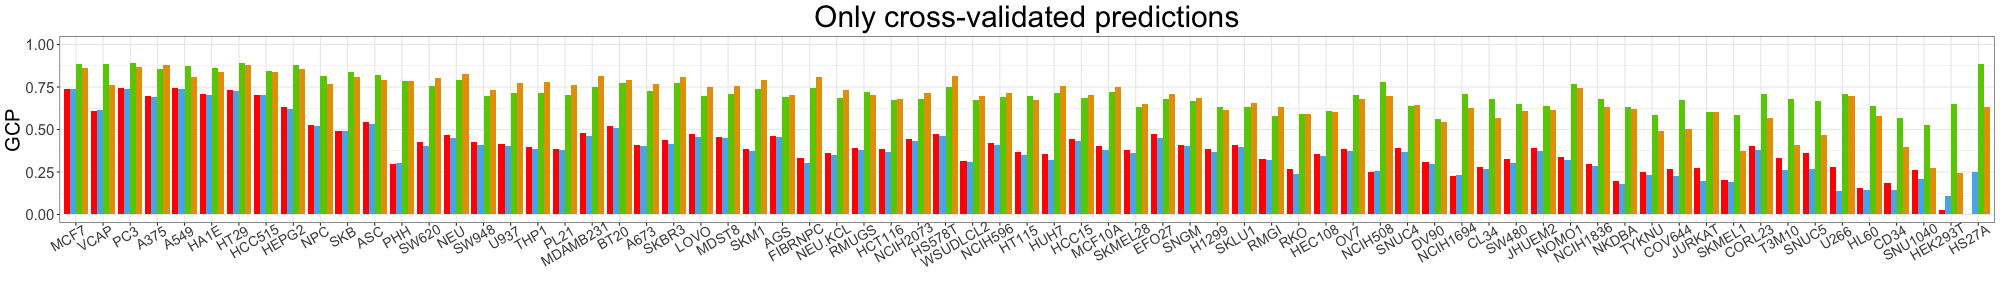 Only cross-validated predictions
GCP
1.00
0.75
0.50
0.25
0.00
MCF7 VCAP PC3 A375 A549 HA1E HT29 HCC515 HEPG2 NPC SKB ASC PHH SW620 NEU SW948 U937 THP1 PL21 MDAMB231 BT20 A673 SKBR3 LOVO MDST8 SKM1 AGS FIBRNPC NEU.KCL RMUGS HCT116 NCIH2073 HS578T WSUDLCL2 NCIH596 HT115 HUH7 HCC15 MCF10A SKMEL28 EFO27 SNGM H1299 SKLU1 RMGI RKO HEC108 OV7 NCIH508 SNUC4 DV90 NCIH1694 CL34 SW480 JHUEM2 NOMO1 NCIH1836 NKDBA TYKNU COV644 JURKAT SKMEL1 CORL23 T3M10 SNUC5 U266 HL60 CD34 SNU1040 HEK293T HS27A